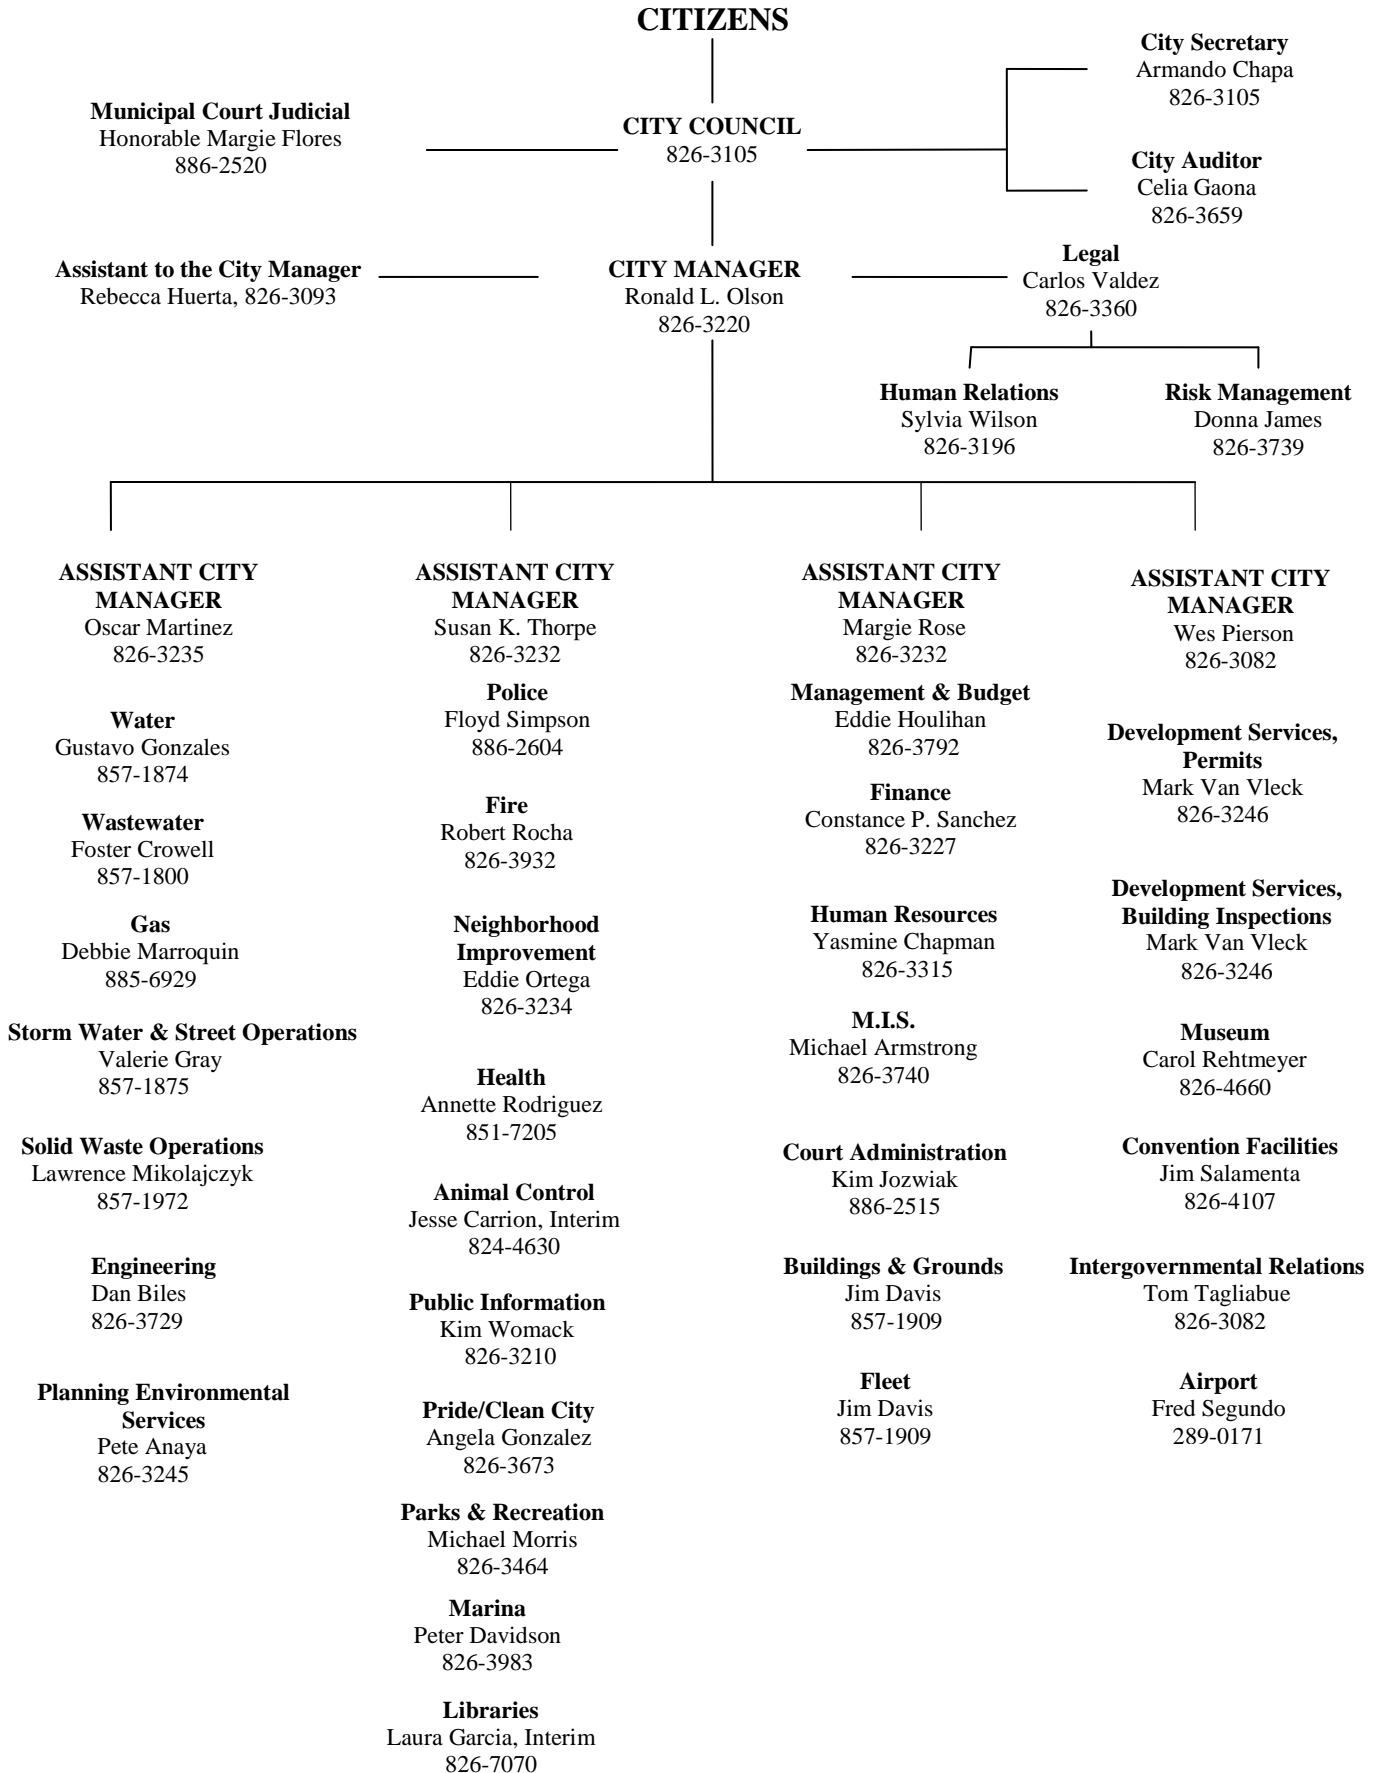 CITIZENS
City Secretary
Armando Chapa
826-3105
Municipal Court Judicial
Honorable Margie Flores
886-2520
CITY COUNCIL
826-3105
City Auditor
Celia Gaona
826-3659
Assistant to the City Manager
Rebecca Huerta, 826-3093
CITY MANAGER
Ronald L. Olson
826-3220
Legal
Carlos Valdez
826-3360
Human Relations
Sylvia Wilson
826-3196
Risk Management
Donna James
826-3739
ASSISTANT CITY
MANAGER
Oscar Martinez
826-3235
Water
Gustavo Gonzales
857-1874
Wastewater
Foster Crowell
857-1800
Gas
Debbie Marroquin
885-6929
Storm Water & Street Operations
Valerie Gray
857-1875
Solid Waste Operations
Lawrence Mikolajczyk
857-1972
Engineering
Dan Biles
826-3729
Planning Environmental
Services
Pete Anaya
826-3245
ASSISTANT CITY
MANAGER
Susan K. Thorpe
826-3232
Police
Floyd Simpson
886-2604
Fire
Robert Rocha
826-3932
Neighborhood
Improvement
Eddie Ortega
826-3234
Health
Annette Rodriguez
851-7205
Animal Control
Jesse Carrion, Interim
824-4630
Public Information
Kim Womack
826-3210
Pride/Clean City
Angela Gonzalez
826-3673
Parks & Recreation
Michael Morris
826-3464
Marina
Peter Davidson
826-3983
Libraries
Laura Garcia, Interim
826-7070
ASSISTANT CITY
MANAGER
Margie Rose
826-3232
Management & Budget
Eddie Houlihan
826-3792
Finance
Constance P. Sanchez
826-3227
Human Resources
Yasmine Chapman
826-3315
M.I.S.
Michael Armstrong
826-3740
Court Administration
Kim Jozwiak
886-2515
Buildings & Grounds
Jim Davis
857-1909
Fleet
Jim Davis
857-1909
ASSISTANT CITY
MANAGER
Wes Pierson
826-3082
Development Services,
Permits
Mark Van Vleck
826-3246
Development Services,
Building Inspections
Mark Van Vleck
826-3246
Museum
Carol Rehtmeyer
826-4660
Convention Facilities
Jim Salamenta
826-4107
Intergovernmental Relations
Tom Tagliabue
826-3082
Airport
Fred Segundo
289-0171